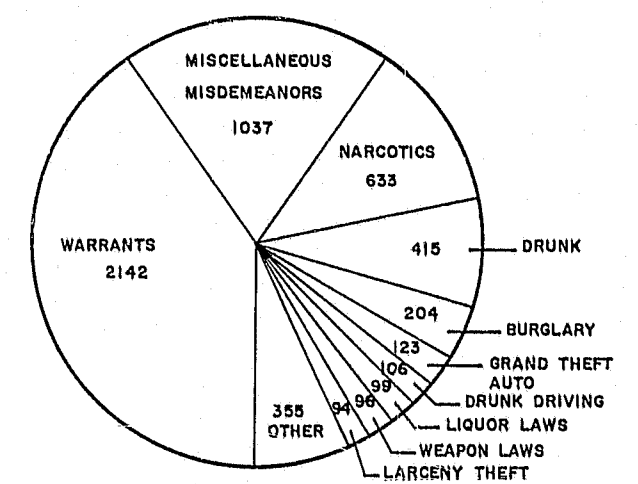 MISCELLANEOUS
MISDEMEANORS
1037
NARCOTICS
633
WARRANTS
2142
415
DRUNK
204
BURGLARY
123
GRAND THEFT
AUTO
106
DRUNK DRIVING
99
LIQUOR LAWS
96
WEAPON LAWS
94
LARCENY THEFT
355
OTHER